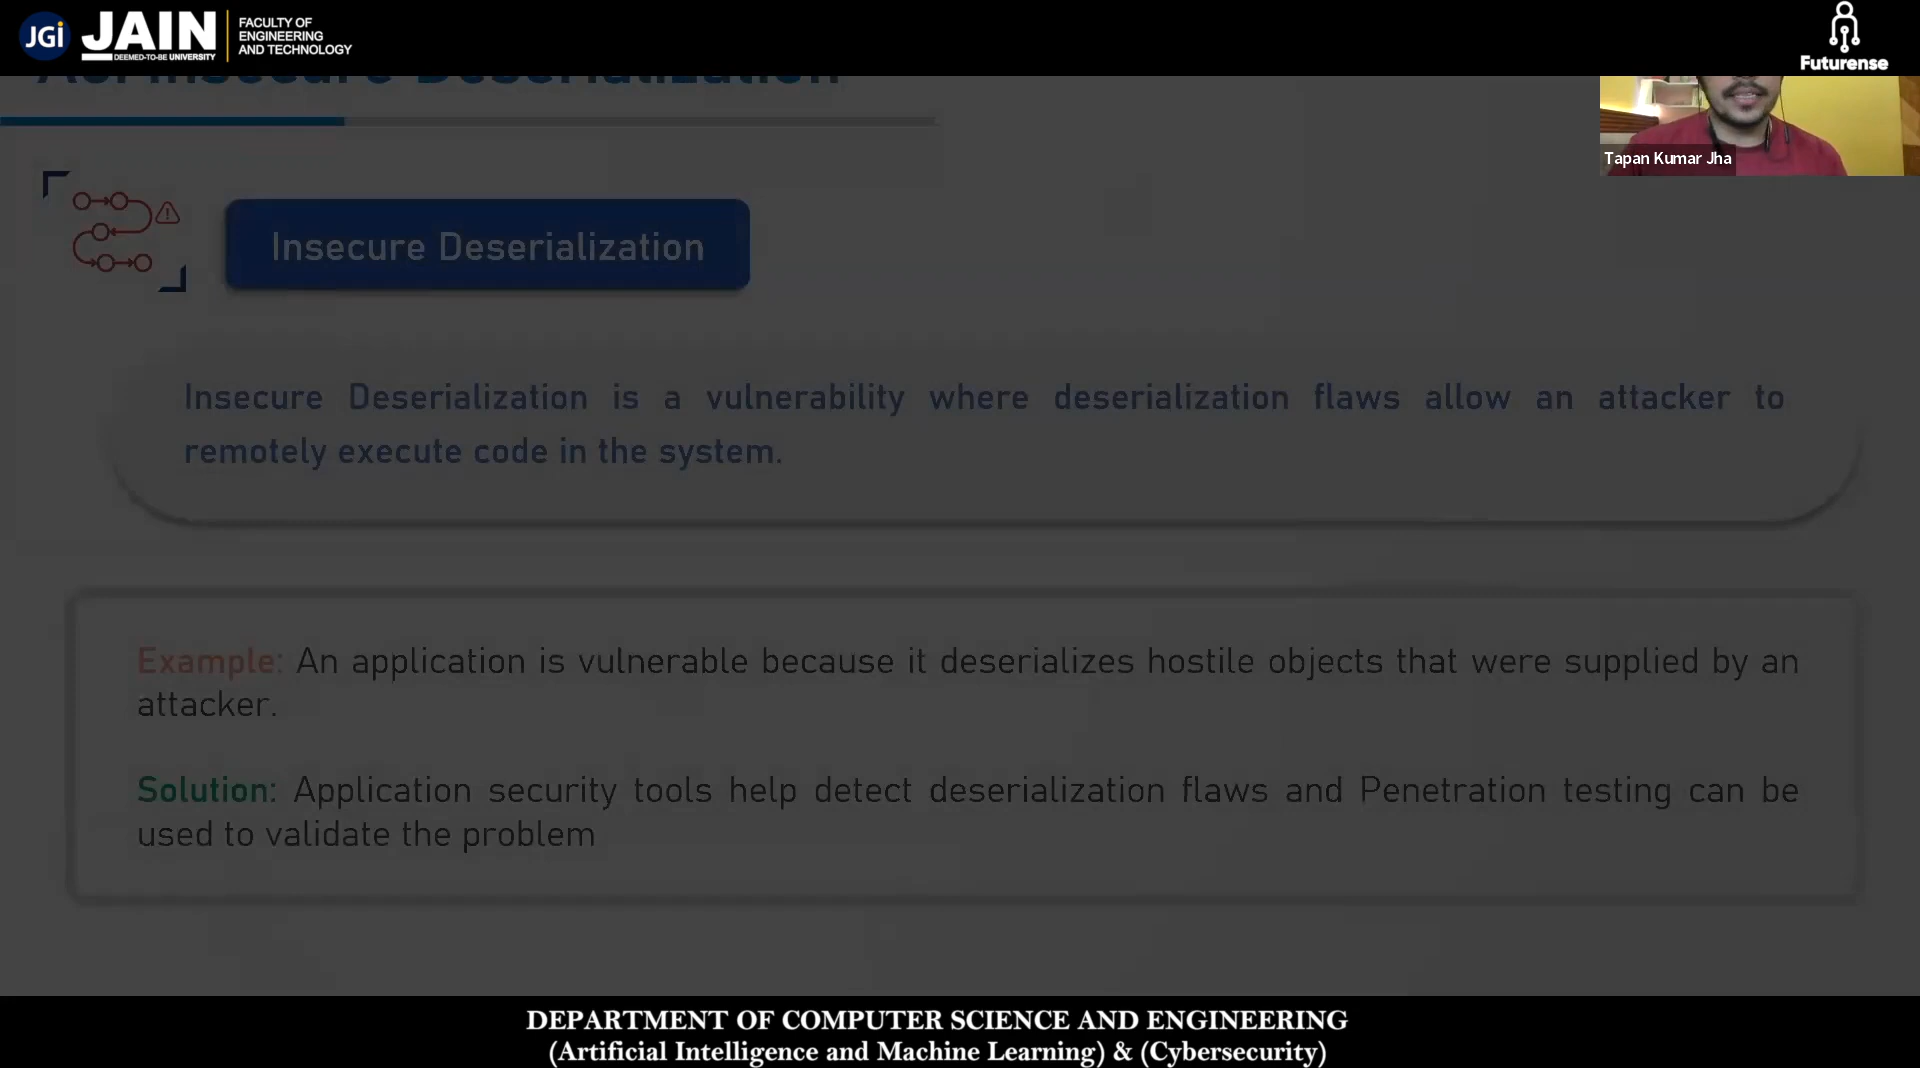 JGi JAIN
DEEMED-TO-BE UNIVERSITY
FACULTY OF
ENGINEERING
AND TECHNOLOGY
Futurense
Insecure Deserialization
Tapan Kumar Jha
Insecure Deserialization
Insecure Deserialization is a vulnerability where deserialization flaws allow an attacker to
remotely execute code in the system.
Example: An application is vulnerable because it deserializes hostile objects that were supplied by an
attacker.
Solution: Application security tools help detect deserialization flaws and Penetration testing can be
used to validate the problem
DEPARTMENT OF COMPUTER SCIENCE AND ENGINEERING
(Artificial Intelligence and Machine Learning) & (Cybersecurity)